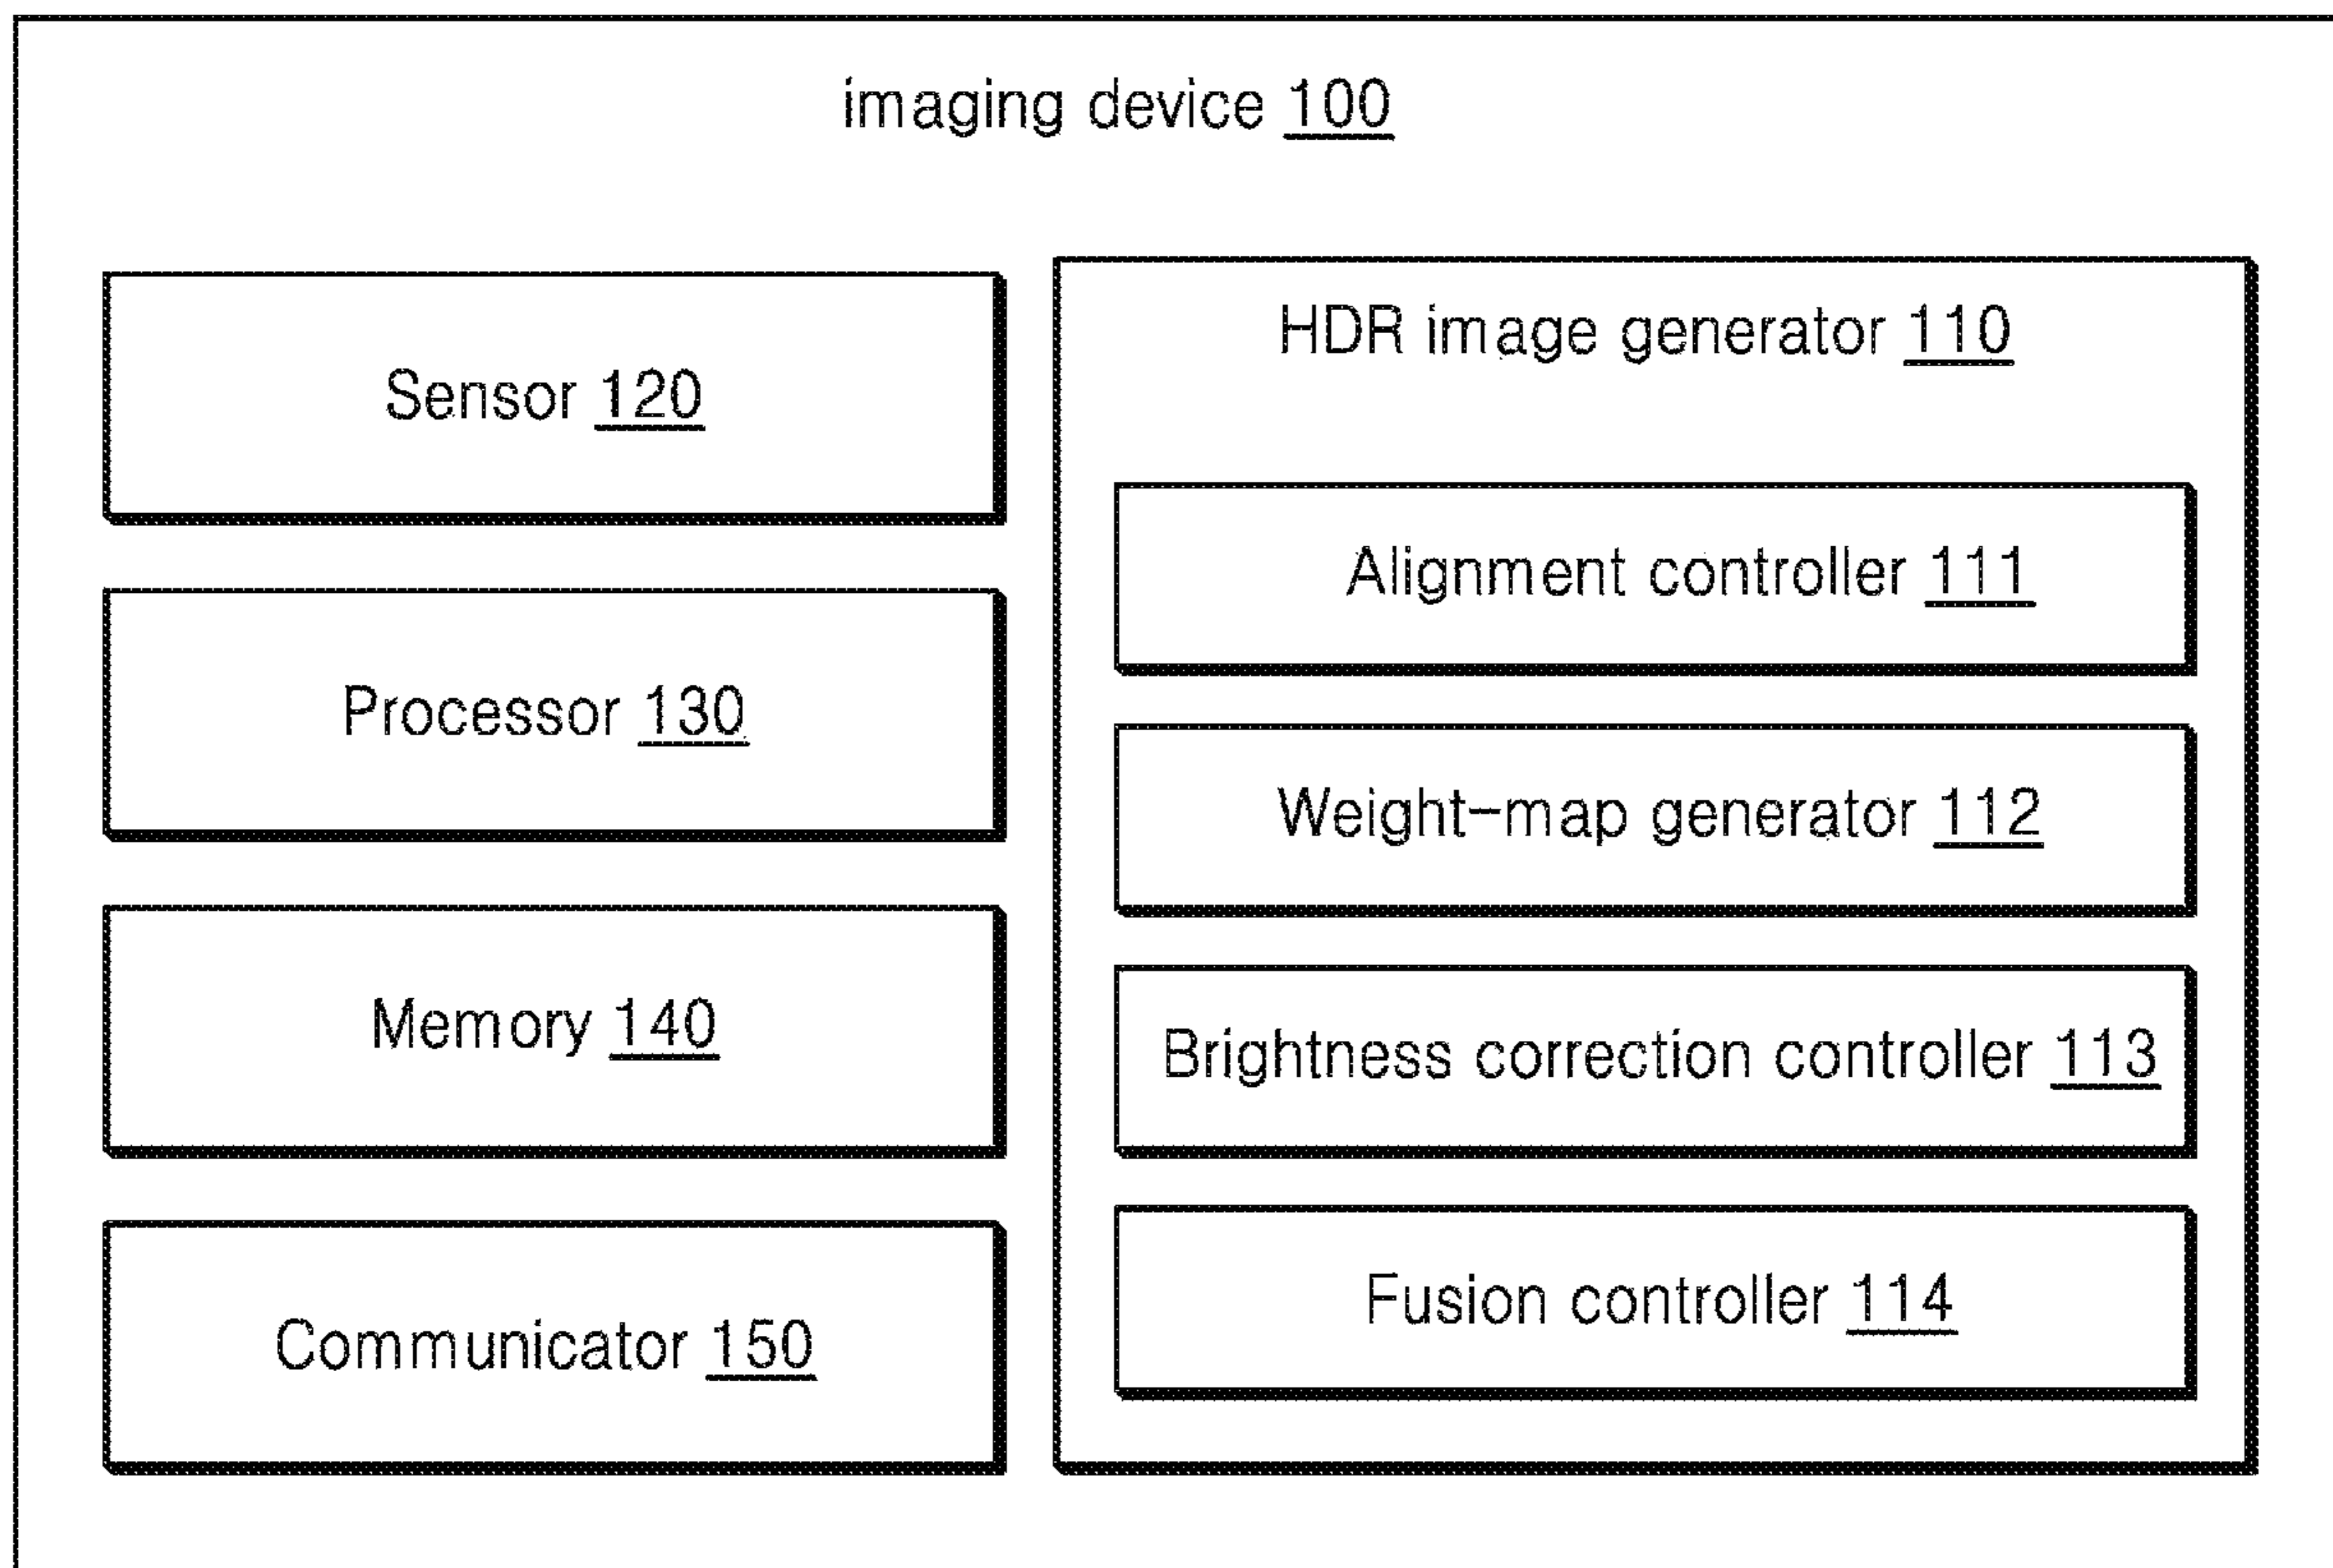 imaging device 100
Sensor 120
Processor 130
Memory 140
Communicator 150
HDR image generator 110
Alignment controller 111
Weight-map generator 112
Brightness correction controller 113
Fusion controller 114